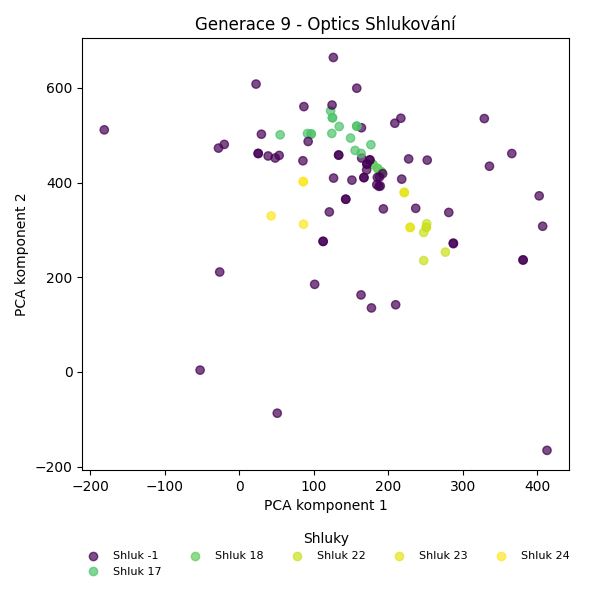 Generace 9 - Optics Shlukování
600
400
200
0
−200
PCA komponent 2
−200 −100 0 100 200 300 400
PCA komponent 1
Shluky
Shluk -1 Shluk 18 Shluk 22 Shluk 23 Shluk 24
Shluk 17